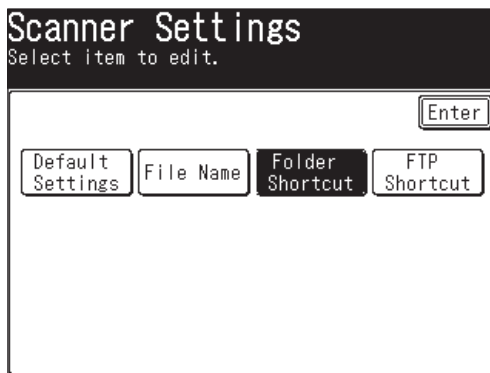 Scanner Settings
Select item to edit.
Enter
Default Settings
File Name
Folder Shortcut
FTP Shortcut